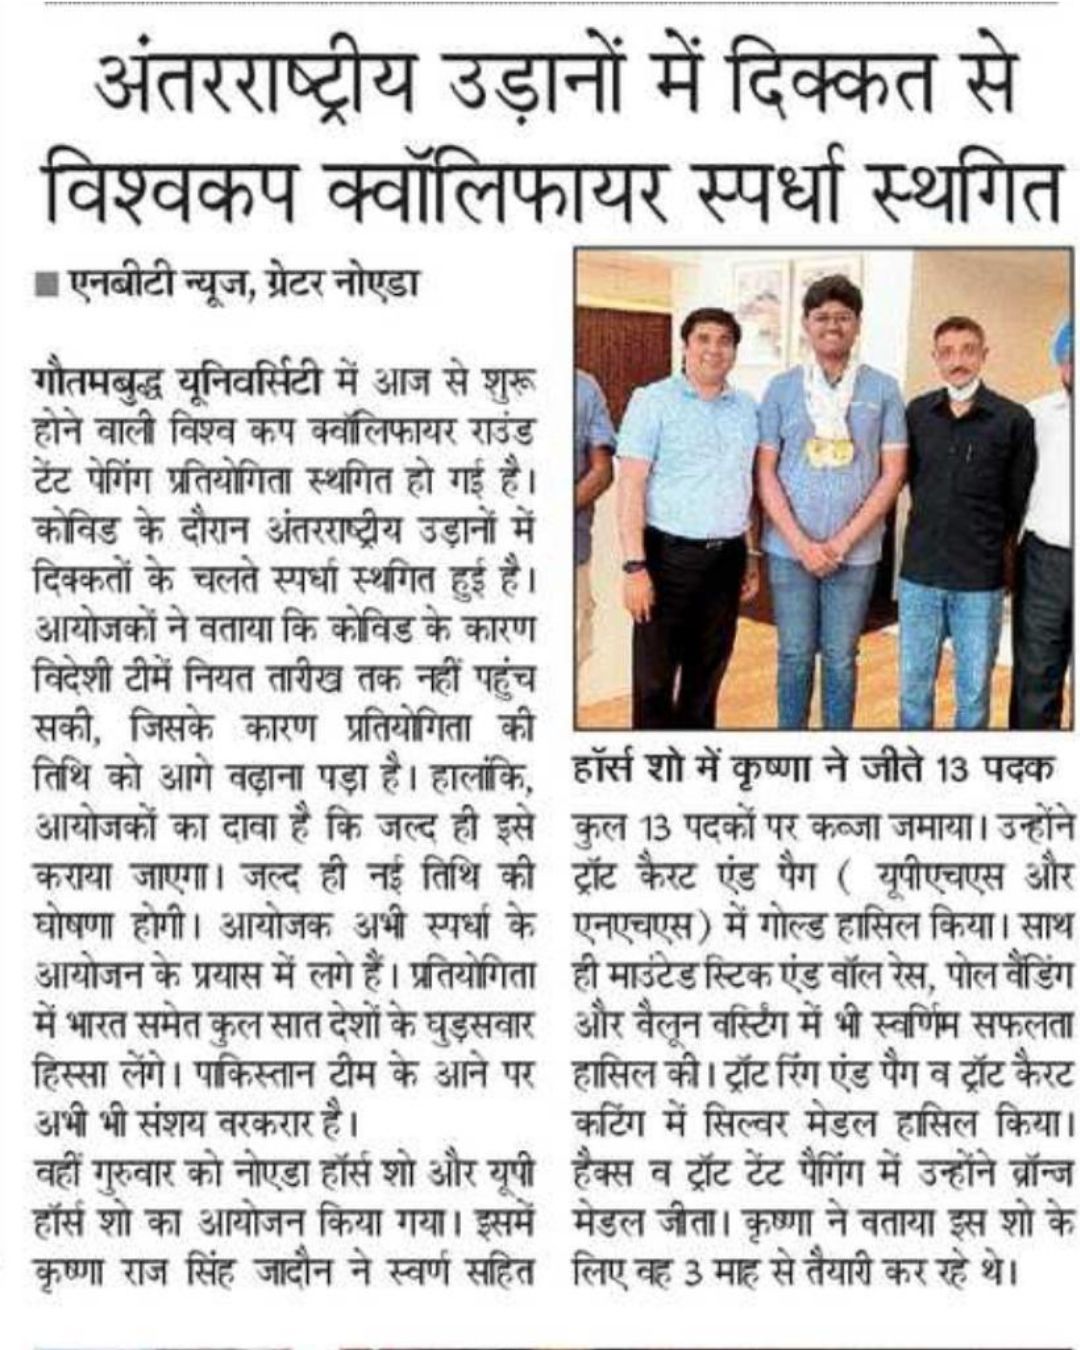 अंतरराष्ट्रीय उड़ानों में दिक्कत से
विश्वकप क्वॉलिफायर स्पर्धा स्थगित
■ एनबीटी न्यूज, ग्रेटर नोएडा
गौतमबुद्ध यूनिवर्सिटी में आज से शुरू
होने वाली विश्व कप क्वॉलिफायर राउंड
टेंट पेगिंग प्रतियोगिता स्थगित हो गई है।
कोविड के दौरान अंतरराष्ट्रीय उड़ानों में
दिक्कतों के चलते स्पर्धा स्थगित हुई है।
आयोजकों ने बताया कि कोविड के कारण
विदेशी टीमें नियत तारीख तक नहीं पहुंच
सकी, जिसके कारण प्रतियोगिता की
तिथि को आगे बढ़ाना पड़ा है। हालांकि,
आयोजकों का दावा है कि जल्द ही इसे
कराया जाएगा। जल्द ही नई तिथि की
घोषणा होगी। आयोजक अभी स्पर्धा के
आयोजन के प्रयास में लगे हैं। प्रतियोगिता
में भारत समेत कुल सात देशों के घुड़सवार
हिस्सा लेंगे। पाकिस्तान टीम के आने पर
अभी भी संशय बरकरार है।
वहीं गुरुवार को नोएडा हॉर्स शो और यूपी
हॉर्स शो का आयोजन किया गया। इसमें
कृष्णा राज सिंह जादौन ने स्वर्ण सहित
हॉर्स शो में कृष्णा ने जीते 13 पदक
कुल 13 पदकों पर कब्जा जमाया। उन्होंने
ट्रॉट कैरट एंड पैग ( यूपीएचएस और
एनएचएस) में गोल्ड हासिल किया। साथ
ही माउंटेड स्टिक एंड बॉल रेस, पोल बैंडिंग
और बैलून बर्स्टिंग में भी स्वर्णिम सफलता
हासिल की। ट्रॉट रिंग एंड पैग व ट्रॉट कैरट
कटिंग में सिल्वर मेडल हासिल किया।
हैक्स व ट्रॉट टेंट पैगिंग में उन्होंने ब्रॉन्ज
मेडल जीता। कृष्णा ने बताया इस शो के
लिए वह 3 माह से तैयारी कर रहे थे।